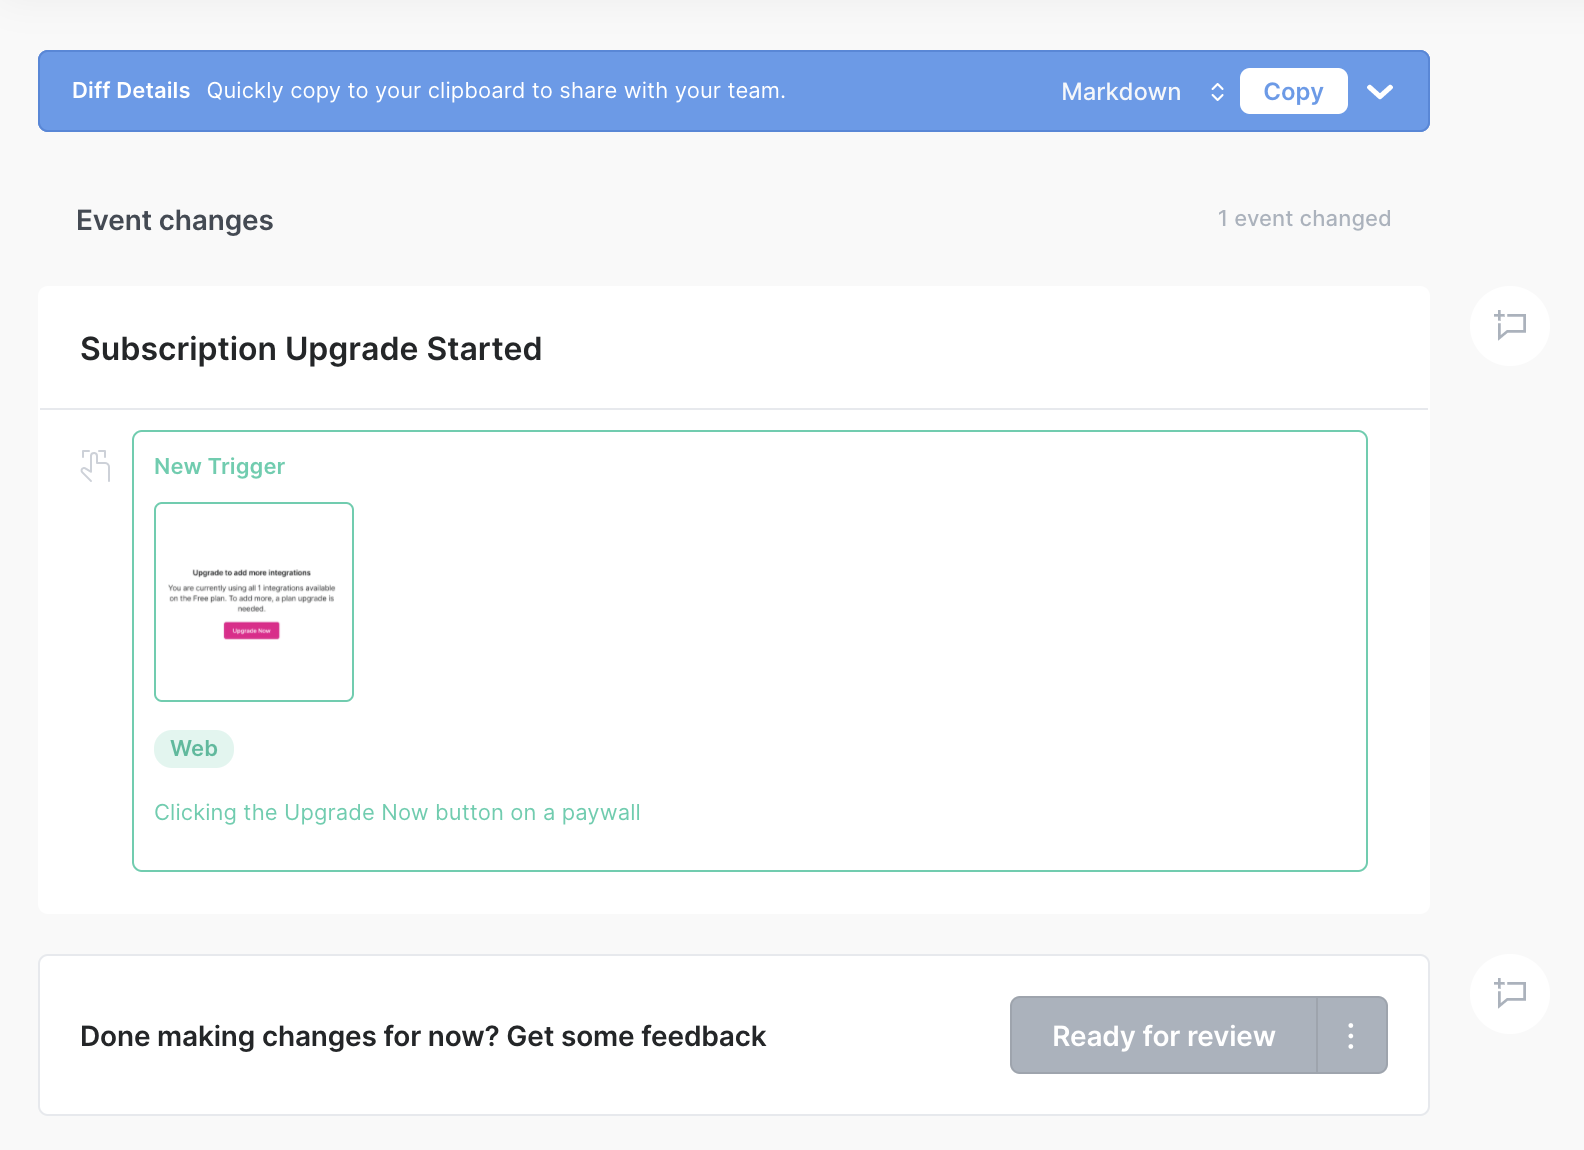 Diff Details Quickly copy to your clipboard to share with your team. Markdown Copy
Event changes 1 event changed
Subscription Upgrade Started
New Trigger
Upgrade to add more integrations
You are currently using all 1 integrations available
on the Free plan. To add more, a plan upgrade is
needed.
Upgrade Now
Web
Clicking the Upgrade Now button on a paywall
Done making changes for now? Get some feedback Ready for review